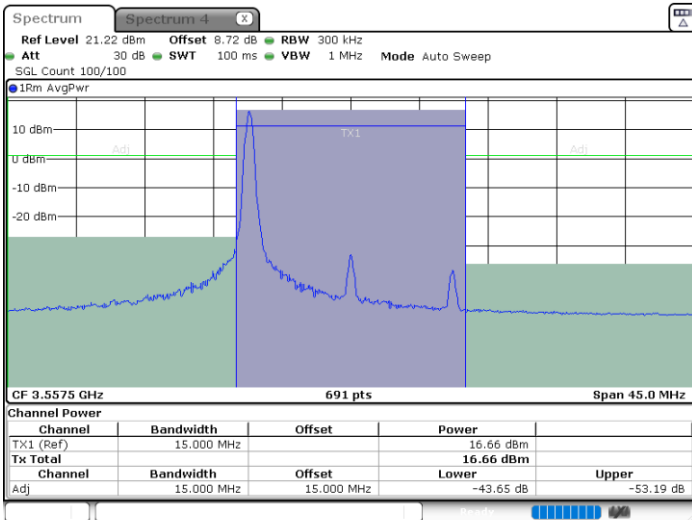 Spectrum Spectrum 4 X
Ref Level 21.22 dBm Offset 8.72 dB RBW 300 kHz
Att 30 dB SWT 100 ms VBW 1 MHz Mode Auto Sweep
SGL Count 100/100
1Rm AvgPwr
10 dBm
TX1
Adj Adj
0 dBm
-10 dBm
-20 dBm
CF 3.5575 GHz 691 pts Span 45.0 MHz
Channel Power
Channel Bandwidth Offset Power
TX1 (Ref) 15.000 MHz 16.66 dBm
Tx Total 16.66 dBm
Channel Bandwidth Offset Lower Upper
Adj 15.000 MHz 15.000 MHz -43.65 dB -53.19 dB
Ready